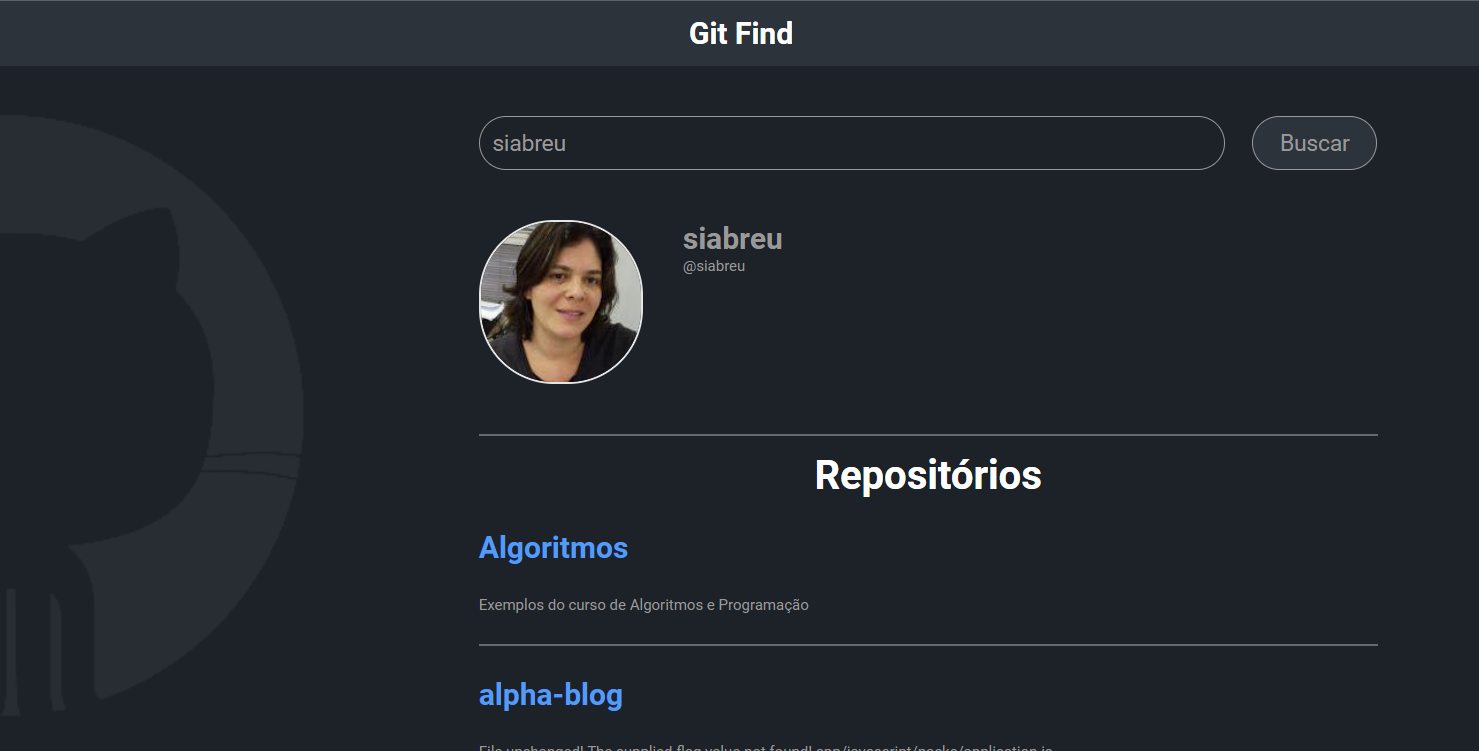 Git Find
siabreu
Buscar
siabreu
@siabreu
Repositórios
Algoritmos
Exemplos do curso de Algoritmos e Programação
alpha-blog
File unchanged! The supplied flag value not found! app/javascript/packs/application.js